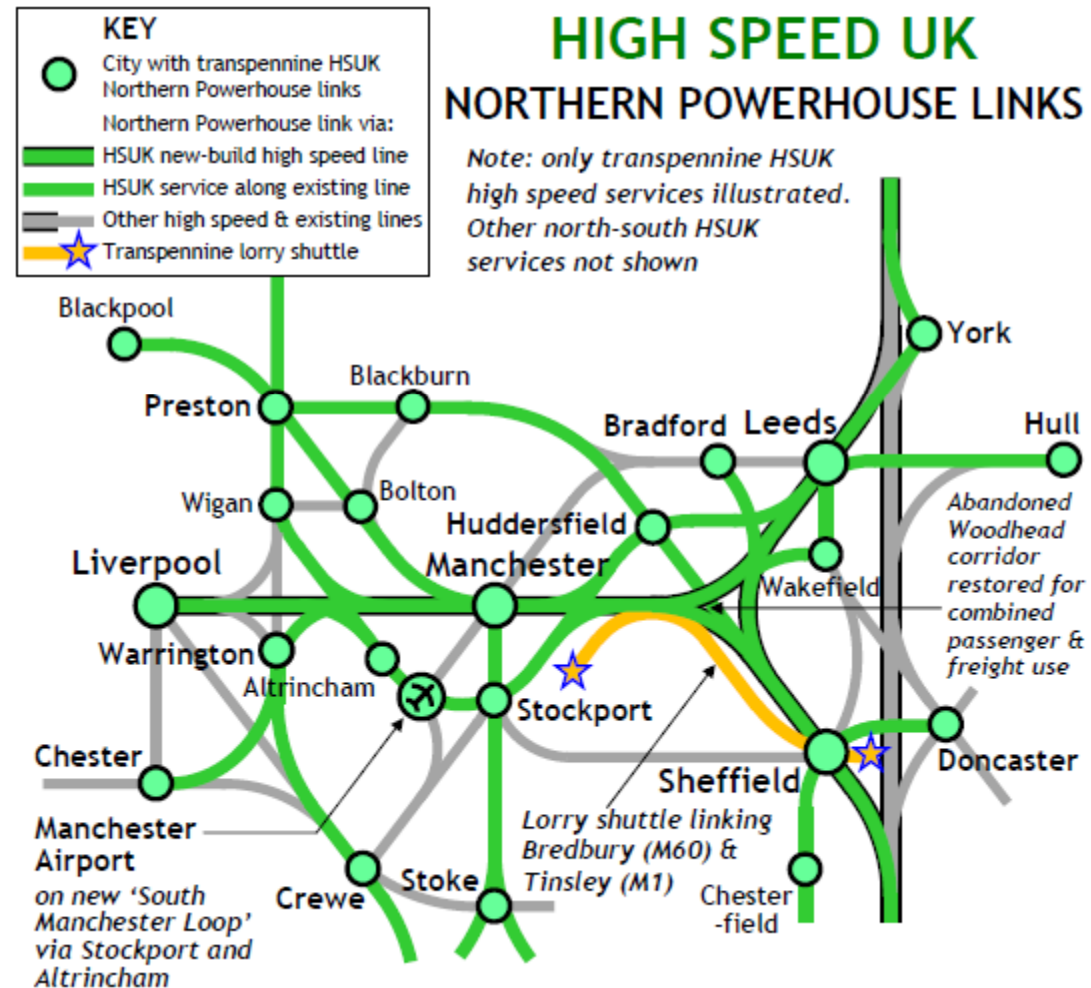 KEY
City with transpennine HSUK
Northern Powerhouse links
Northern Powerhouse link via:
HSUK new-build high speed line
HSUK service along existing line
Other high speed & existing lines
Transpennine lorry shuttle
HIGH SPEED UK
NORTHERN POWERHOUSE LINKS
Note: only transpennine HSUK
high speed services illustrated.
Other north-south HSUK
services not shown
Blackpool
York
Blackburn
Preston
Bradford
Leeds
Hull
Wigan
Bolton
Huddersfield
Abandoned
Woodhead
corridor
restored for
combined
passenger &
freight use
Liverpool
Manchester
Wakefield
Warrington
Altrincham
Stockport
Chester
Sheffield
Doncaster
Manchester
Airport
on new ‘South
Manchester Loop’
via Stockport and
Altrincham
Lorry shuttle linking
Bredbury (M60) &
Tinsley (M1)
Crewe
Stoke
Chester
-field